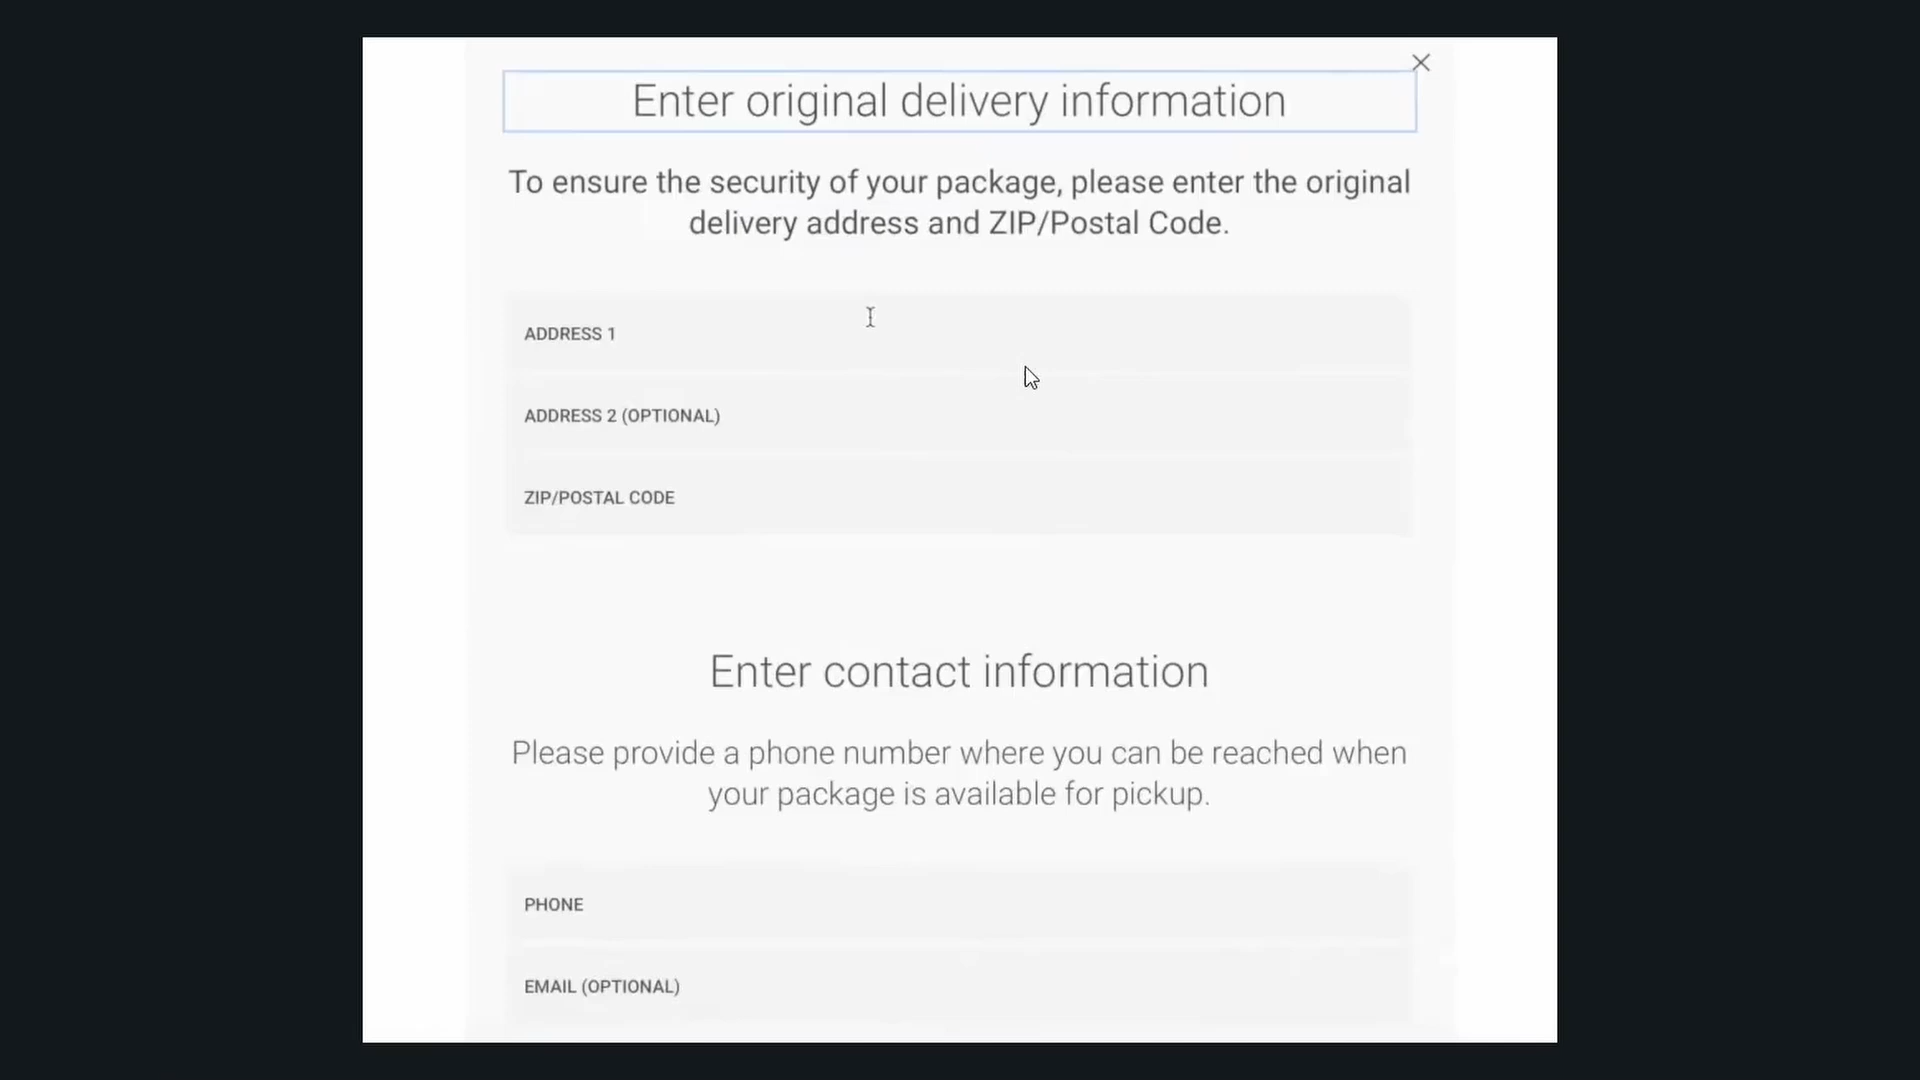 Enter original delivery information
To ensure the security of your package, please enter the original
delivery address and ZIP/Postal Code.
ADDRESS 1
ADDRESS 2 (OPTIONAL)
ZIP/POSTAL CODE
Enter contact information
Please provide a phone number where you can be reached when
your package is available for pickup.
PHONE
EMAIL (OPTIONAL)